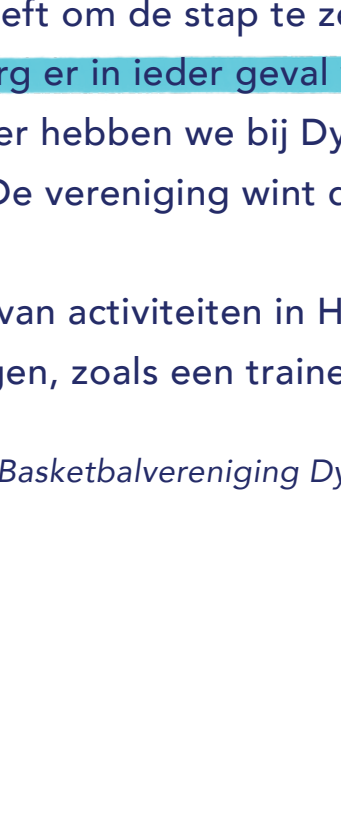 eft om de stap te z
rg er in ieder geval
er hebben we bij Dy
De vereniging wint
van activiteiten in H
gen, zoals een traine
Basketbalvereniging Dy